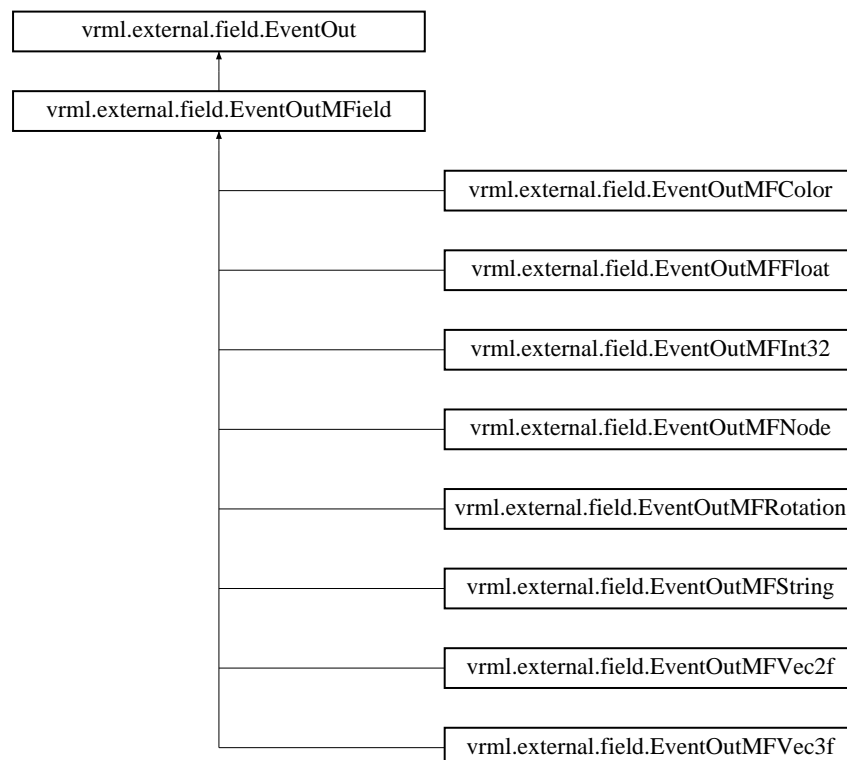 vrml.external.field.EventOut
vrml.external.field.EventOutMField
vrml.external.field.EventOutMFColor
vrml.external.field.EventOutMFFloat
vrml.external.field.EventOutMFInt32
vrml.external.field.EventOutMFNode
vrml.external.field.EventOutMFRotation
vrml.external.field.EventOutMFString
vrml.external.field.EventOutMFVec2f
vrml.external.field.EventOutMFVec3f